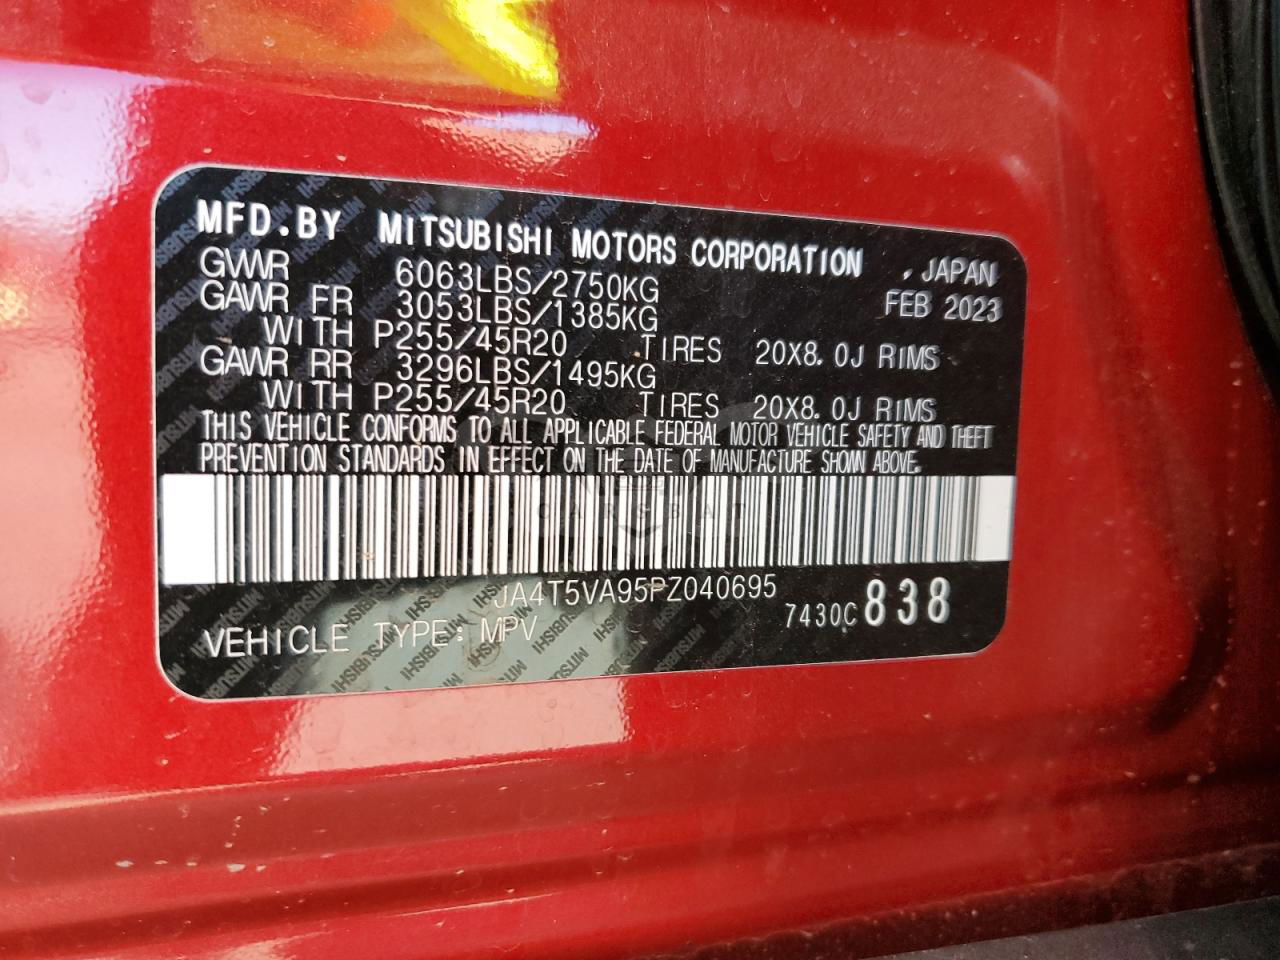 MFD.BY MITSUBISHI MOTORS CORPORATION , JAPAN
GVWR 6063LBS/2750KG FEB 2023
GAWR FR 3053LBS/1385KG
WITH P255/45R20 TIRES 20X8.0J RIMS
GAWR RR 3296LBS/1495KG
WITH P255/45R20 TIRES 20X8.0J RIMS
THIS VEHICLE CONFORMS TO ALL APPLICABLE FEDERAL MOTOR VEHICLE SAFETY AND THEFT
PREVENTION STANDARDS IN EFFECT ON THE DATE OF MANUFACTURE SHOWN ABOVE.
JA4T5VA95PZ040695
7430C 838
VEHICLE TYPE: MPV